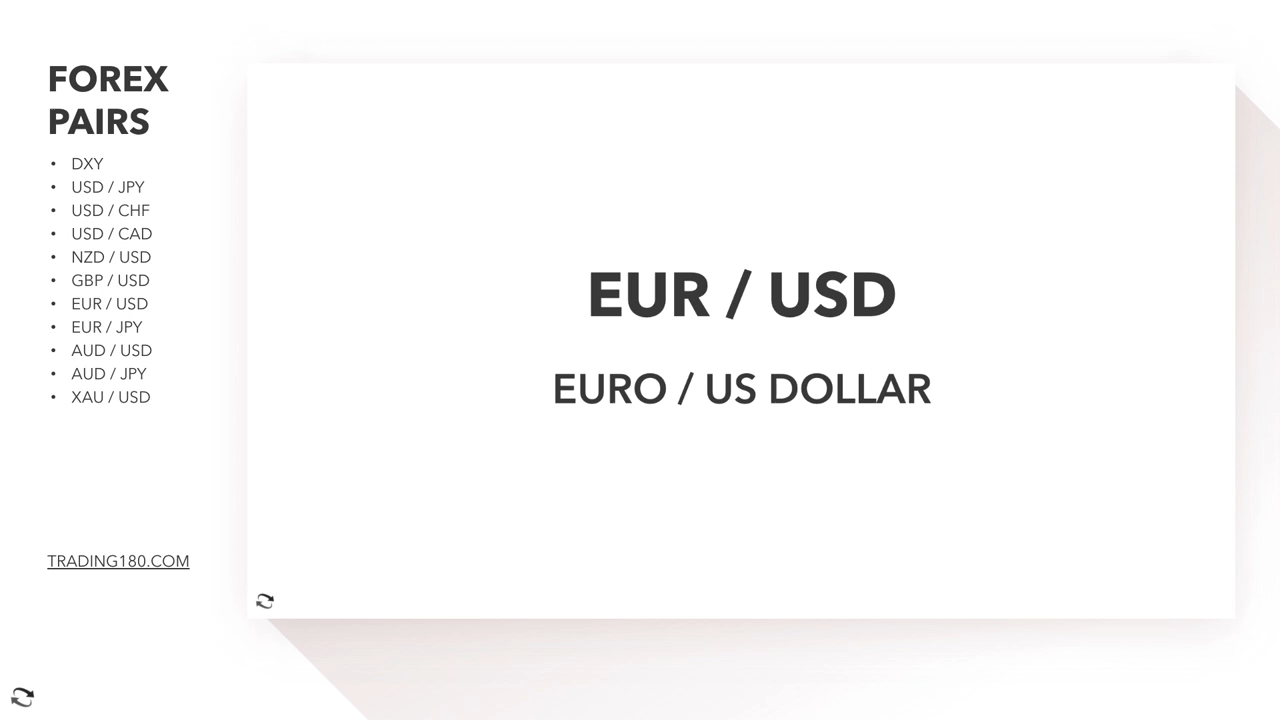 FOREX
PAIRS
• DXY
• USD / JPY
• USD / CHF
• USD / CAD
• NZD / USD
• GBP / USD
• EUR / USD
• EUR / JPY
• AUD / USD
• AUD / JPY
• XAU / USD
TRADING180.COM
EUR / USD
EURO / US DOLLAR